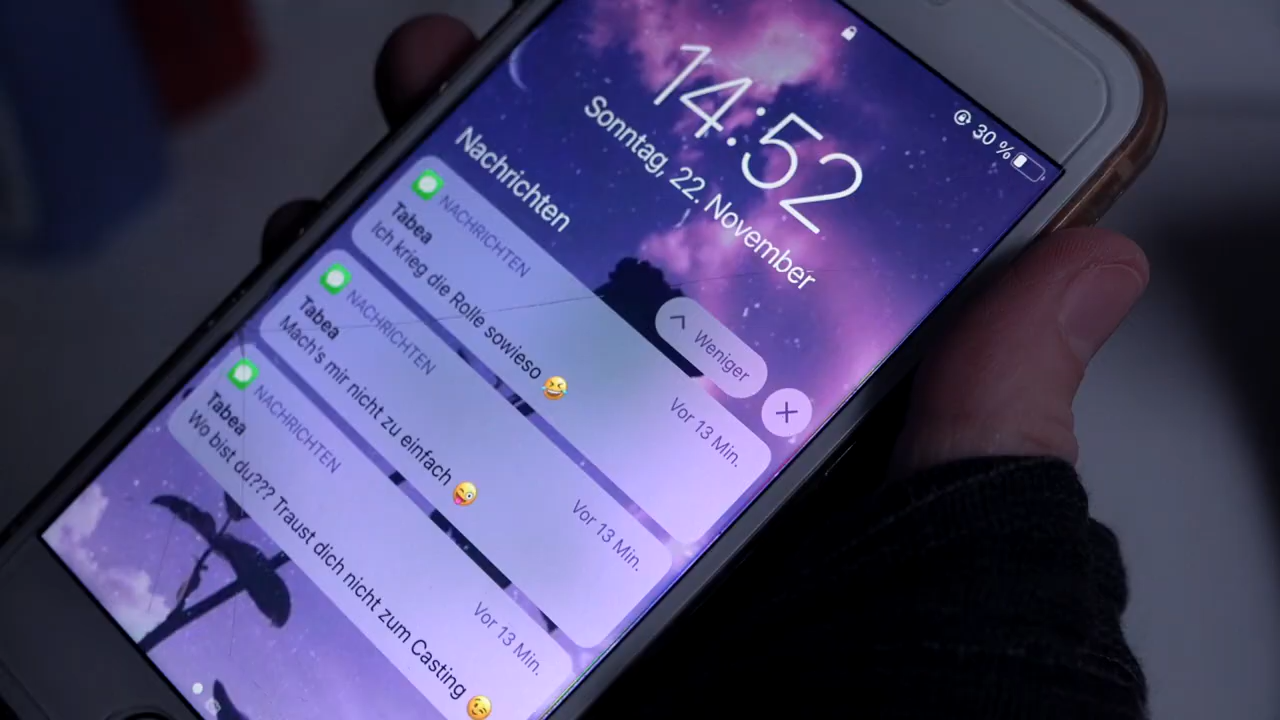 30 %
14:52
Sonntag, 22. November
Nachrichten
Weniger
NACHRICHTEN
Vor 13 Min.
Tabea
Ich krieg die Rolle sowieso 😂
NACHRICHTEN
Vor 13 Min.
Tabea
Mach's mir nicht zu einfach 😜
NACHRICHTEN
Vor 13 Min.
Tabea
Wo bist du??? Traust dich nicht zum Casting 😉